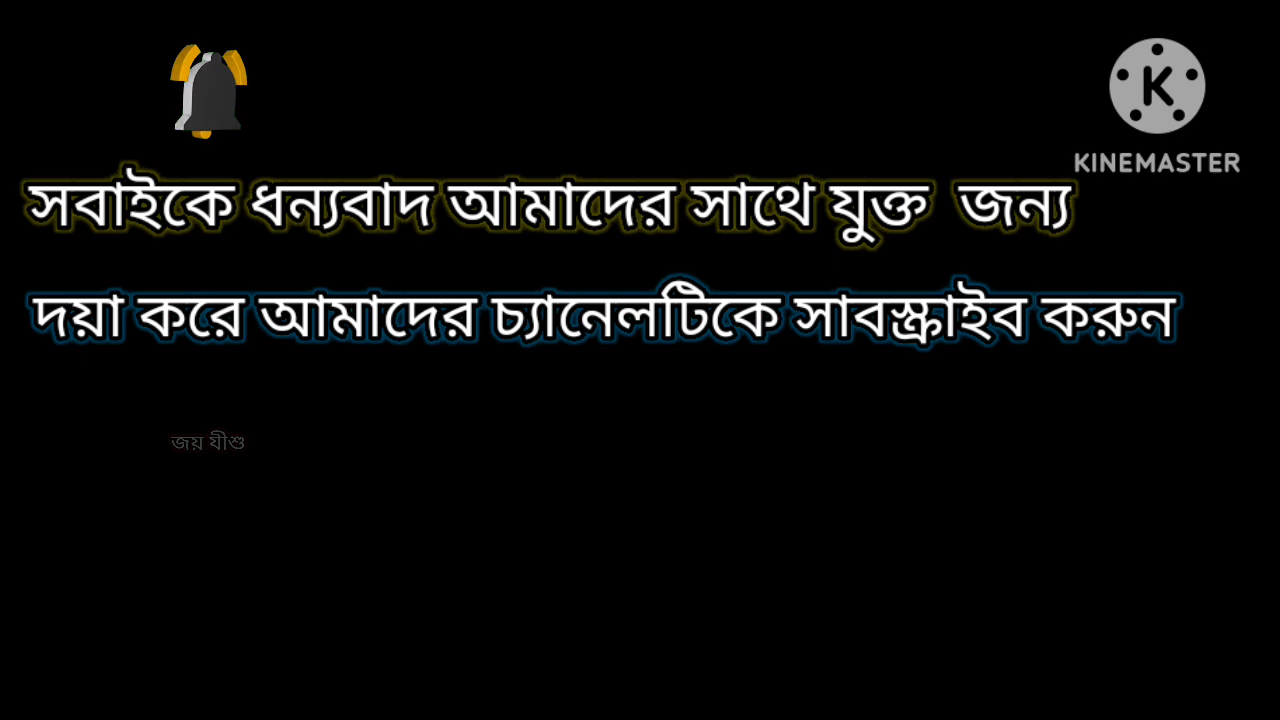 KINEMASTER
সবাইকে ধন্যবাদ আমাদের সাথে যুক্ত জন্য
দয়া করে আমাদের চ্যানেলটিকে সাবস্ক্রাইব করুন
জয় যীশু